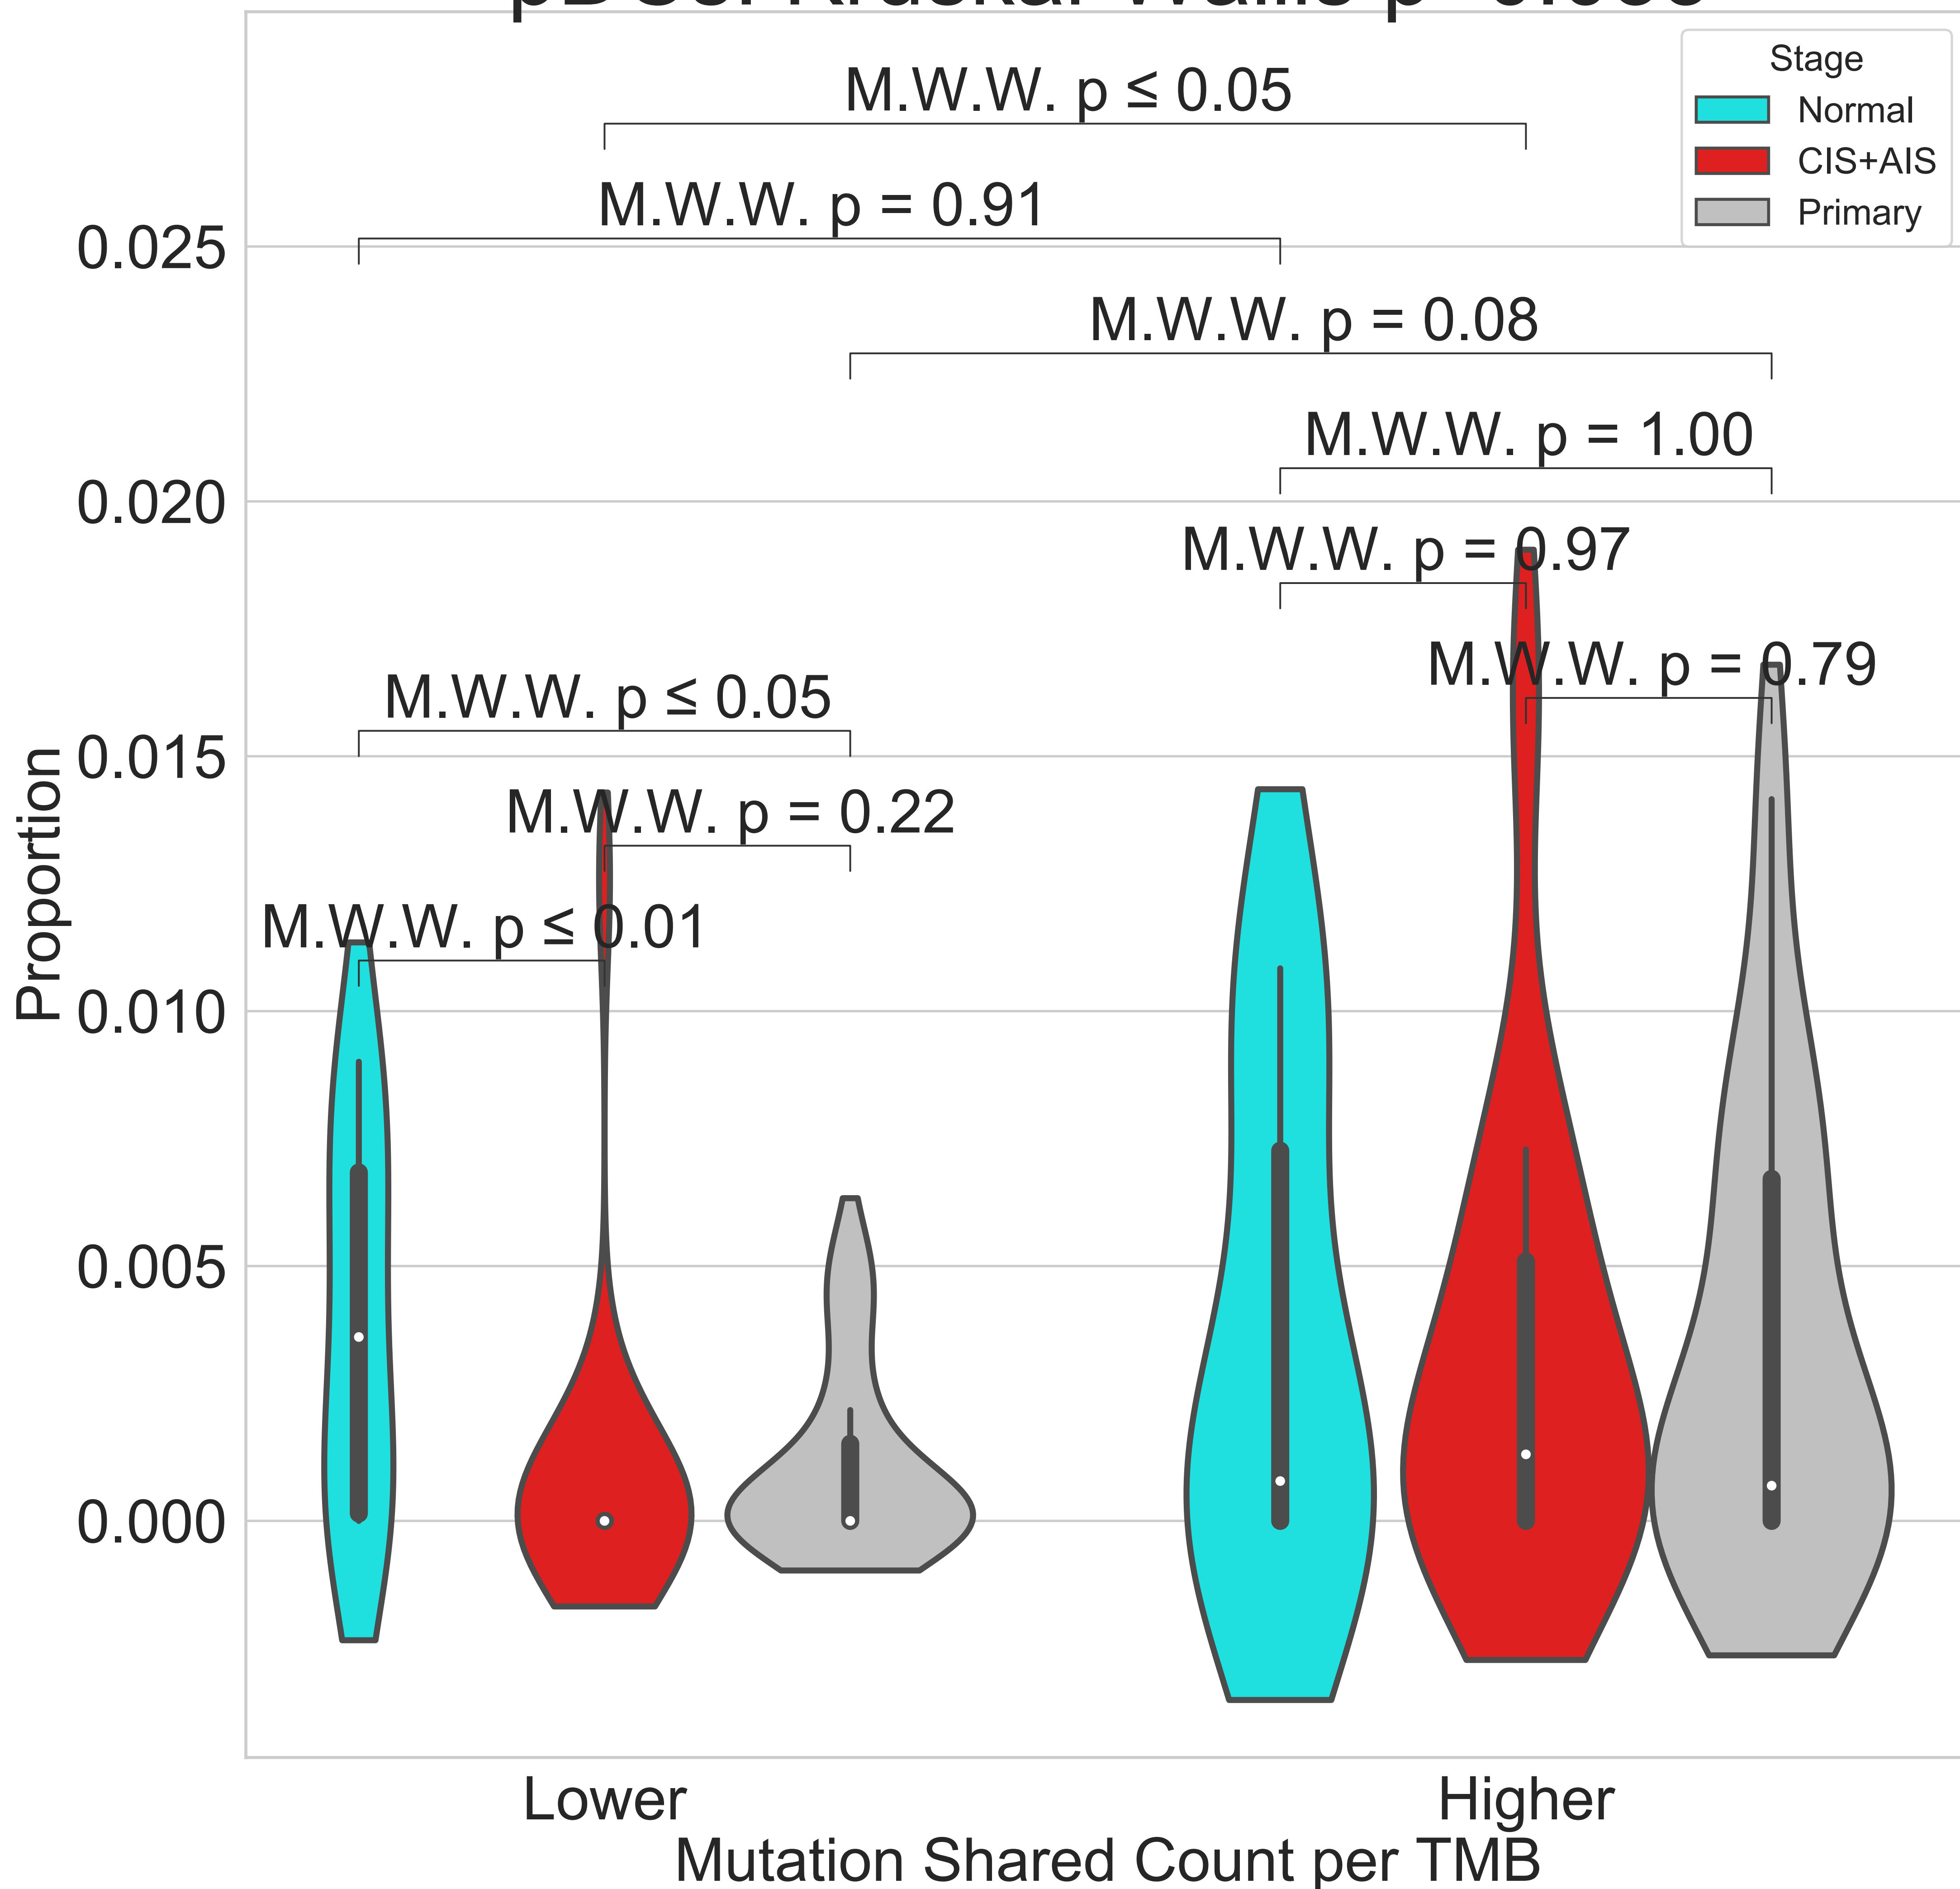 Stage
Normal
CIS+AIS
Primary
M.W.W. p ≤ 0.05
M.W.W. p = 0.91
M.W.W. p = 0.08
M.W.W. p = 1.00
M.W.W. p = 0.97
M.W.W. p = 0.79
M.W.W. p ≤ 0.05
M.W.W. p = 0.22
M.W.W. p ≤ 0.01
0.025
0.020
0.015
0.010
0.005
0.000
Proportion
Lower
Higher
Mutation Shared Count per TMB